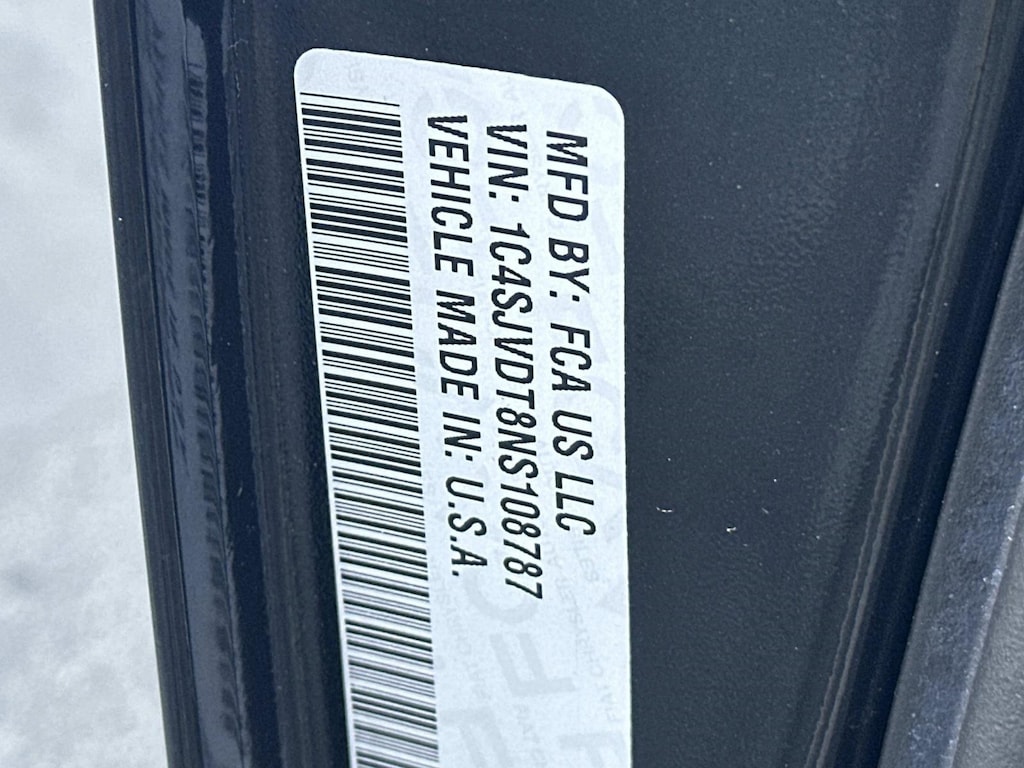 MFD BY: FCA US LLC
VIN: 1C4SJVDT8NS108787
VEHICLE MADE IN: U.S.A.